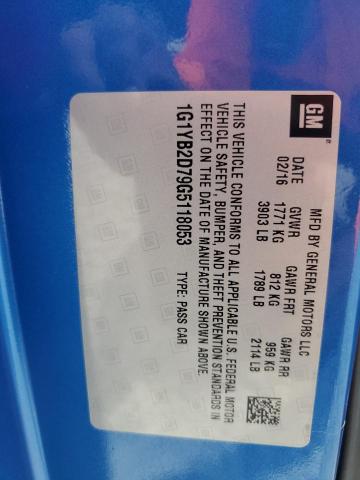 GM
MFD BY GENERAL MOTORS LLC
DATE GVWR GAWR FRT GAWR RR
02/16 1771 KG 812 KG 959 KG
3903 LB 1789 LB 2114 LB
THIS VEHICLE CONFORMS TO ALL APPLICABLE U.S. FEDERAL MOTOR
VEHICLE SAFETY, BUMPER, AND THEFT PREVENTION STANDARDS IN
EFFECT ON THE DATE OF MANUFACTURE SHOWN ABOVE.
1G1YB2D79G5118053 TYPE: PASS CAR